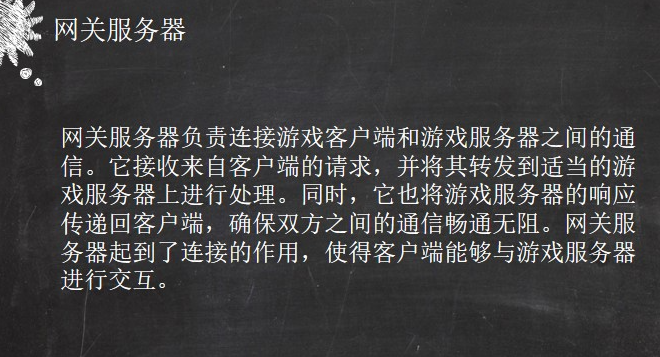 网关服务器
网关服务器负责连接游戏客户端和游戏服务器之间的通
信。它接收来自客户端的请求，并将其转发到适当的游
戏服务器上进行处理。同时，它也将游戏服务器的响应
传递回客户端，确保双方之间的通信畅通无阻。网关服
务器起到了连接的作用，使得客户端能够与游戏服务器
进行交互。